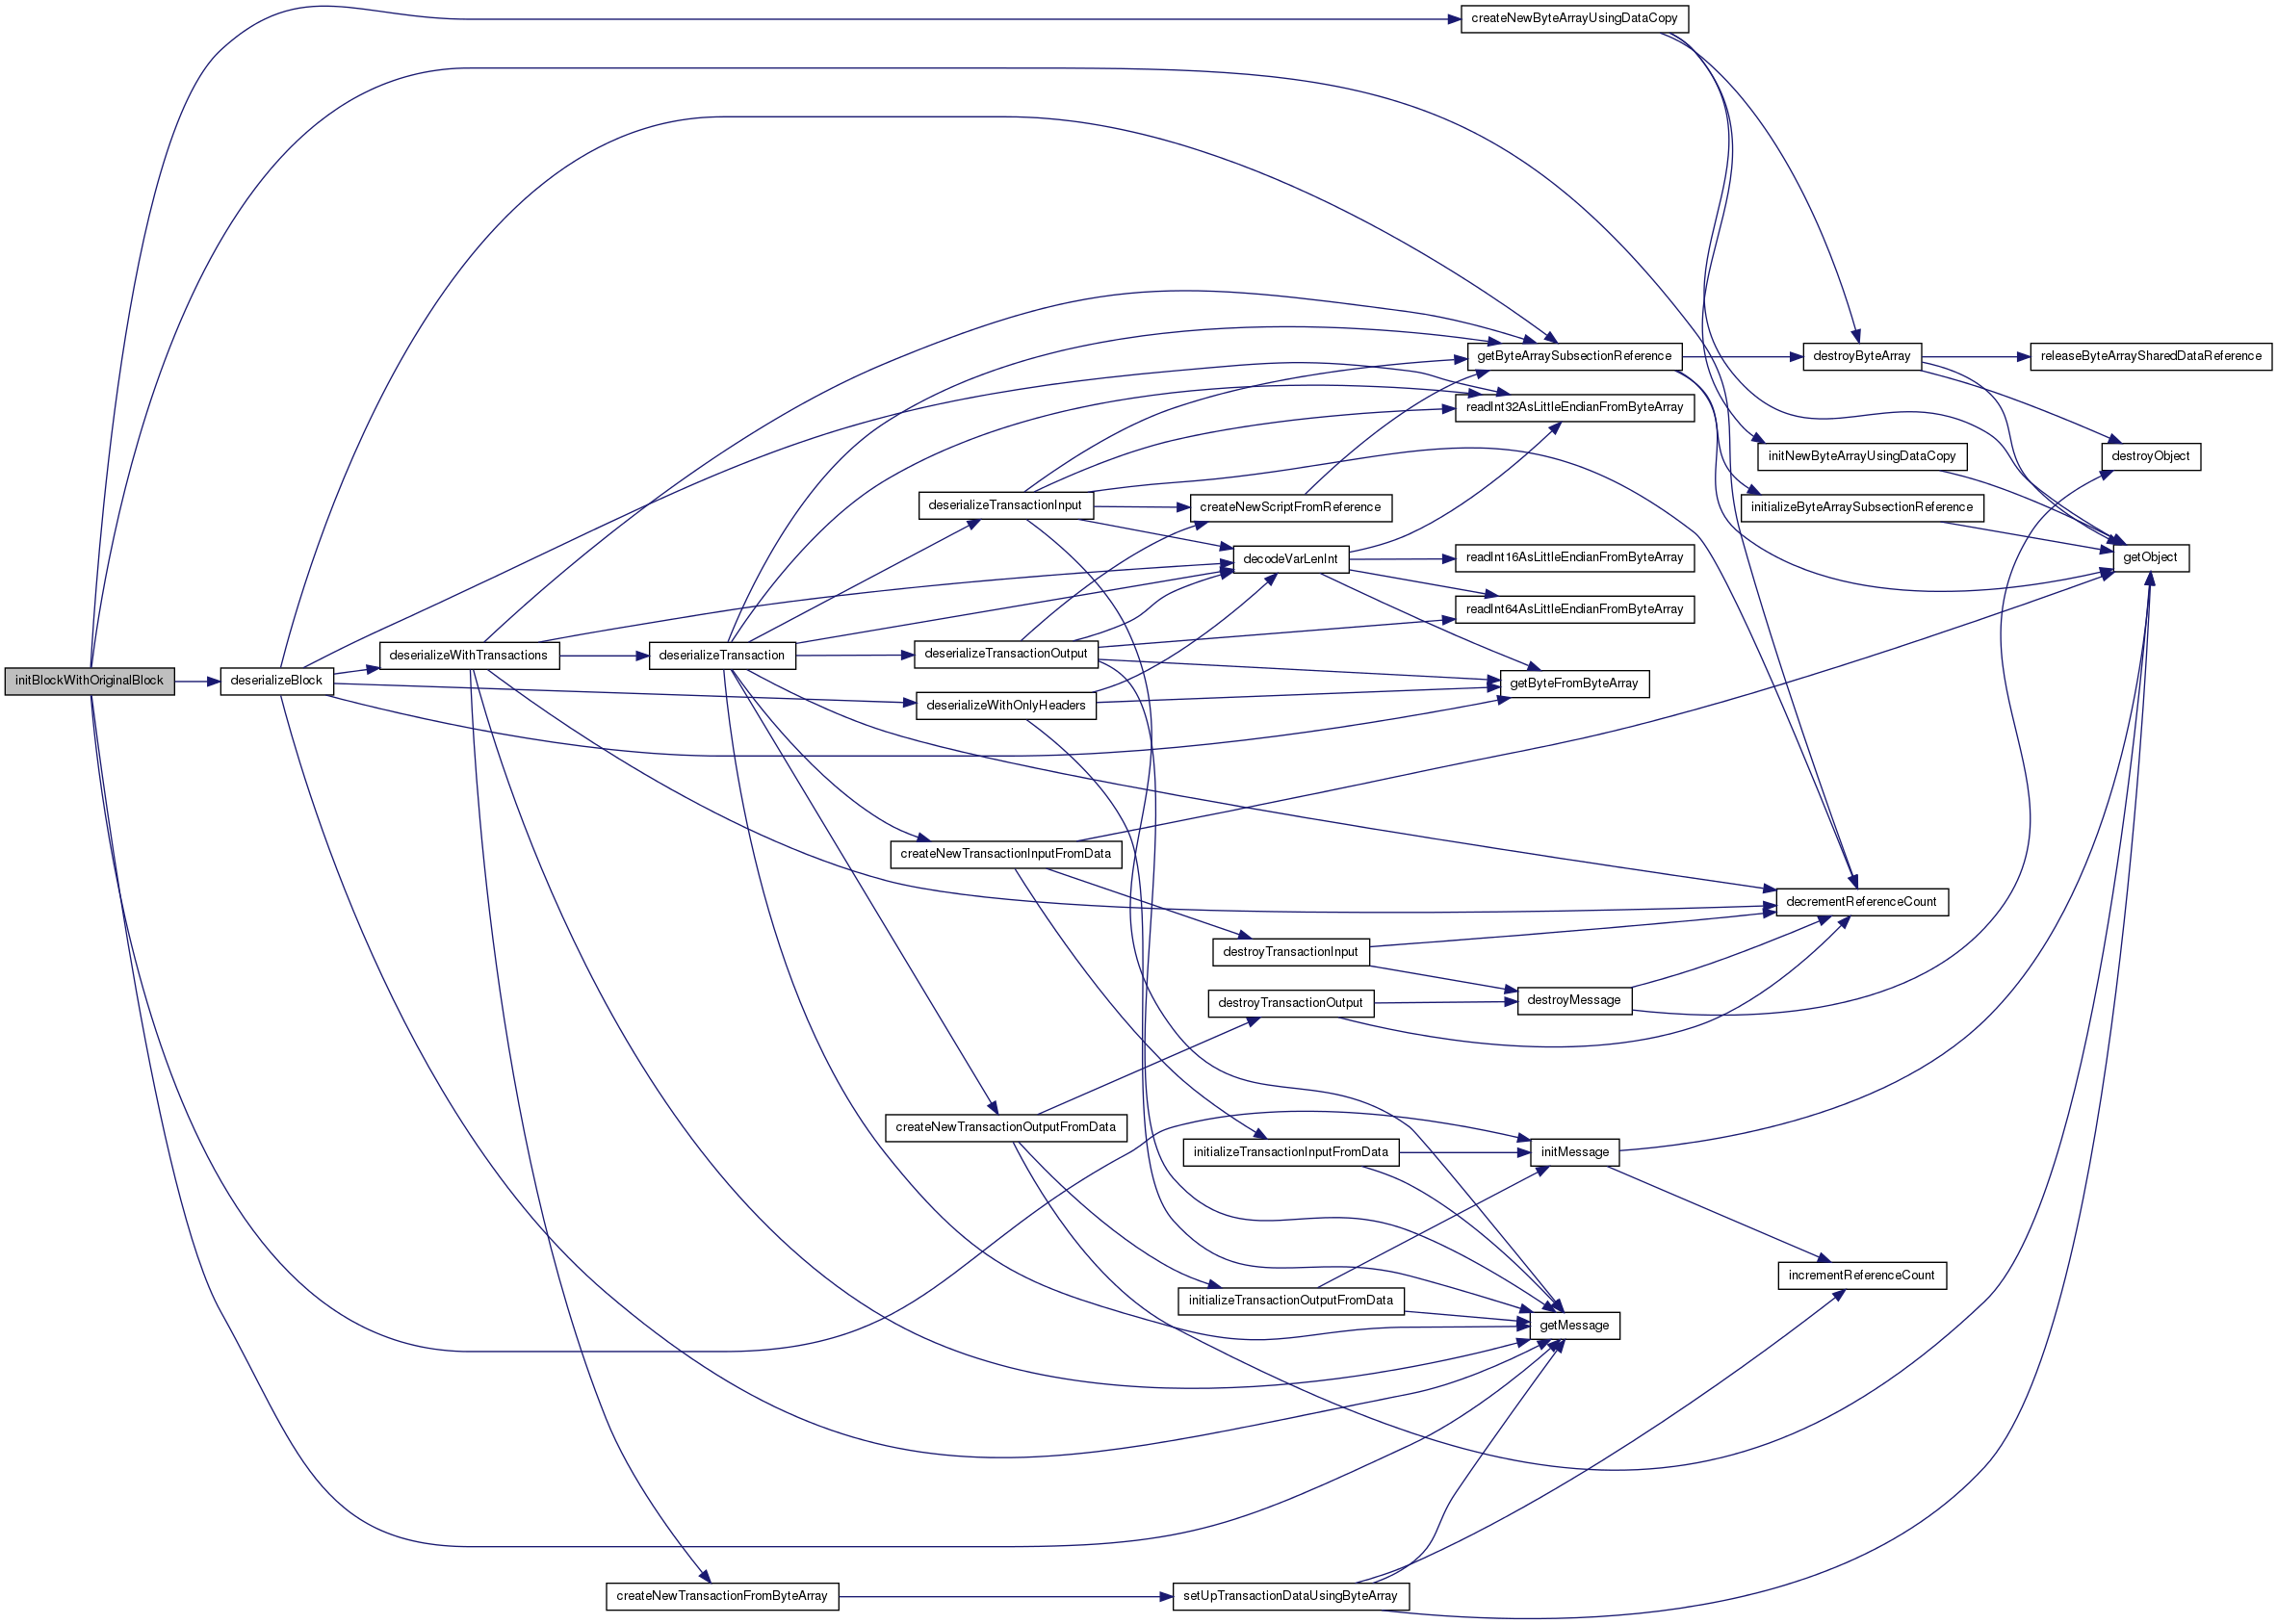 createNewByteArrayUsingDataCopy
getByteArraySubsectionReference
destroyByteArray
releaseByteArraySharedDataReference
readInt32AsLittleEndianFromByteArray
initNewByteArrayUsingDataCopy
destroyObject
deserializeTransactionInput
createNewScriptFromReference
initializeByteArraySubsectionReference
decodeVarLenInt
readInt16AsLittleEndianFromByteArray
getObject
readInt64AsLittleEndianFromByteArray
initBlockWithOriginalBlock
deserializeBlock
deserializeWithTransactions
deserializeTransaction
deserializeTransactionOutput
getByteFromByteArray
deserializeWithOnlyHeaders
createNewTransactionInputFromData
decrementReferenceCount
destroyTransactionInput
destroyTransactionOutput
destroyMessage
createNewTransactionOutputFromData
initializeTransactionInputFromData
initMessage
incrementReferenceCount
initializeTransactionOutputFromData
getMessage
createNewTransactionFromByteArray
setUpTransactionDataUsingByteArray